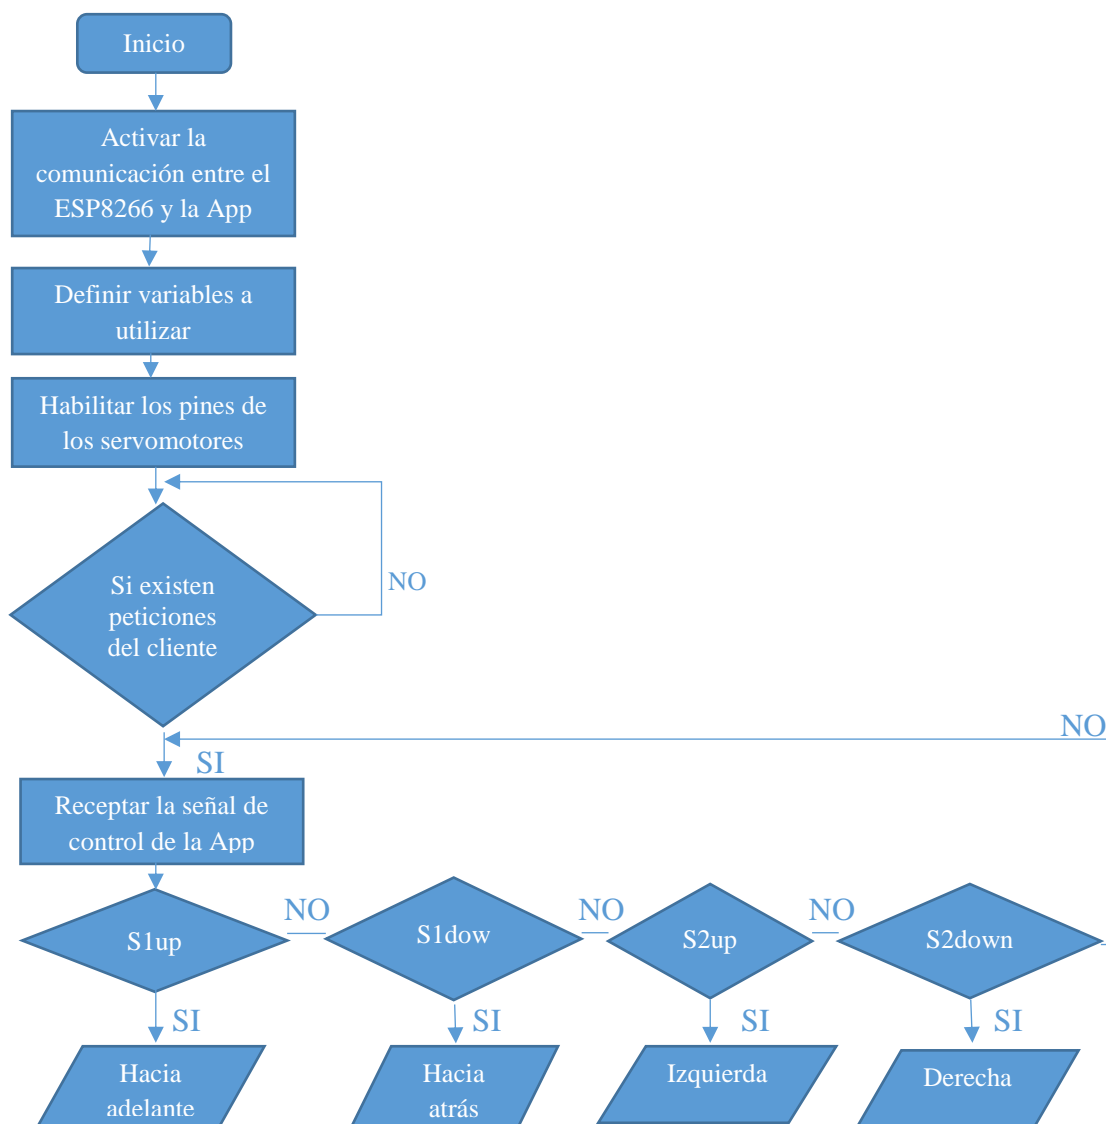 Inicio
Activar la
comunicación entre el
ESP8266 y la App
Definir variables a
utilizar
Habilitar los pines de
los servomotores
Si existen
peticiones
del cliente
NO
NO
SI
Receptar la señal de
control de la App
S1up
NO
S1dow
NO
S2up
NO
S2down
SI
SI
SI
SI
Hacia
adelante
Hacia
atrás
Izquierda
Derecha